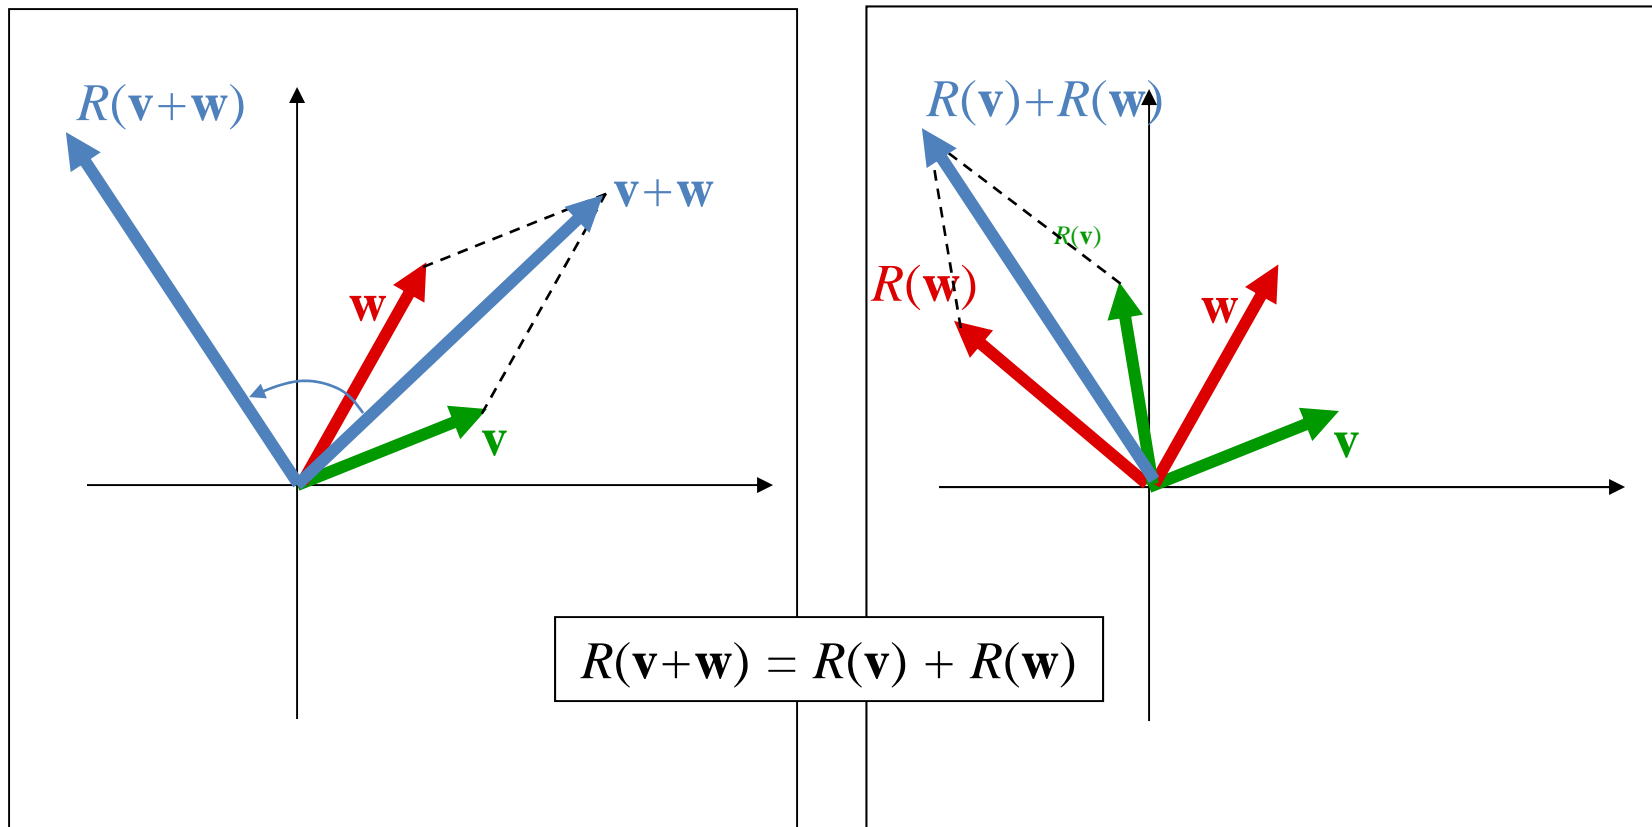 R(v+w)
v+w
w
v
R(v)+R(w)
R(v)
R(w)
w
v
R(v+w) = R(v) + R(w)